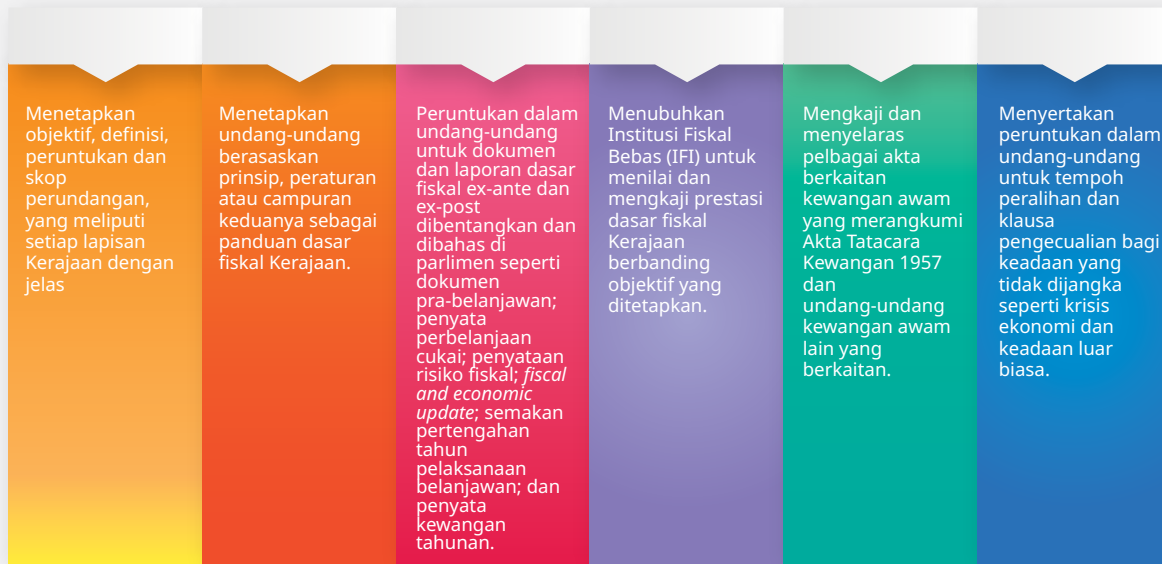 Menetapkan
objektif, definisi,
peruntukan dan
skop
perundangan,
yang meliputi
setiap lapisan
Kerajaan dengan
jelas
Menetapkan
undang-undang
berasaskan
prinsip, peraturan
atau campuran
keduanya sebagai
panduan dasar
fiskal Kerajaan.
Peruntukan dalam
undang-undang
untuk dokumen
dan laporan dasar
fiskal ex-ante dan
ex-post
dibentangkan dan
dibahas di
parlimen seperti
dokumen
pra-belanjawan;
penyata
perbelanjaan
cukai; penyataan
risiko fiskal; fiscal
and economic
update; semakan
pertengahan
tahun
pelaksanaan
belanjawan; dan
penyata
kewangan
tahunan.
Menubuhkan
Institusi Fiskal
Bebas (IFI) untuk
menilai dan
mengkaji prestasi
dasar fiskal
Kerajaan
berbanding
objektif yang
ditetapkan.
Mengkaji dan
menyelaras
pelbagai akta
berkaitan
kewangan awam
yang merangkumi
Akta Tatacara
Kewangan 1957
dan
undang-undang
kewangan awam
lain yang
berkaitan.
Menyertakan
peruntukan dalam
undang-undang
untuk tempoh
peralihan dan
klausa
pengecualian bagi
keadaan yang
tidak dijangka
seperti krisis
ekonomi dan
keadaan luar
biasa.